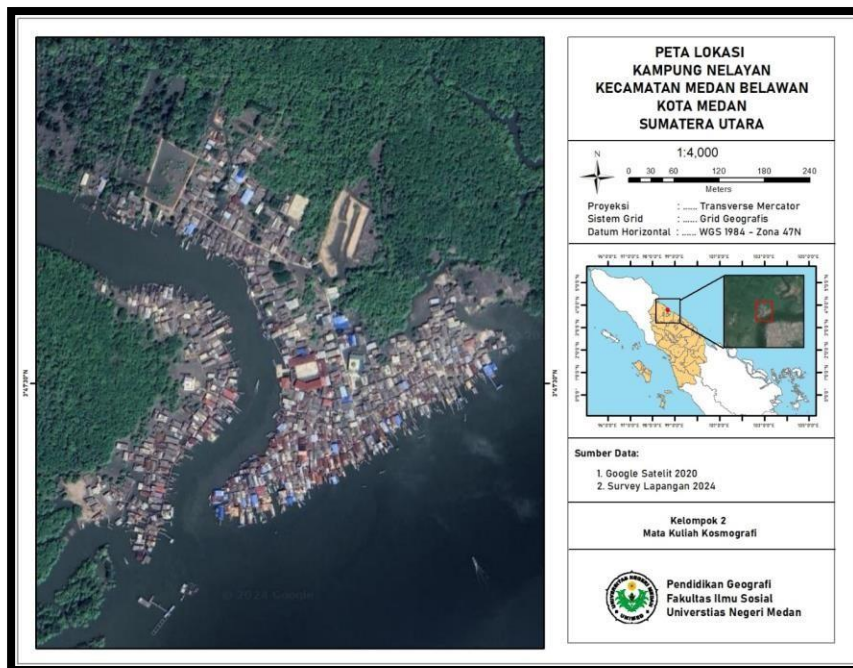 PETA LOKASI
KAMPUNG NELAYAN
KECAMATAN MEDAN BELAWAN
KOTA MEDAN
SUMATERA UTARA
N
1:4,000
0 15 30 60 120 180 240
Meters
Proyeksi : ...... Transverse Mercator
Sistem Grid : ...... Grid Geografis
Datum Horizontal : ...... WGS 1984 - Zona 47N
Sumber Data:
1. Google Satelit 2020
2. Survey Lapangan 2024
Kelompok 2
Mata Kuliah Kosmografi
Pendidikan Geografi
Fakultas Ilmu Sosial
Universtias Negeri Medan